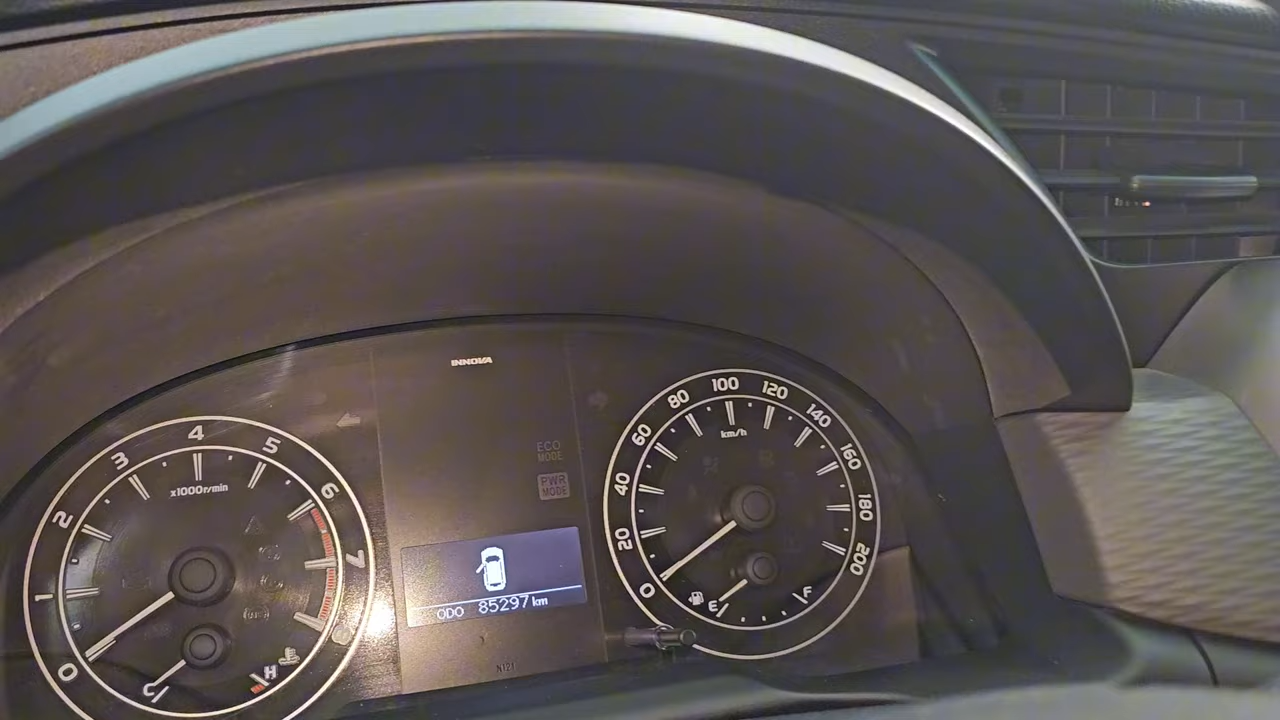 INNOVA
ECO
MODE
PWR
MODE
0 1 2 3 4 5 6 7
x1000r/min
C H
0 20 40 60 80 100 120 140 160 180 200
km/h
E F
ODO 85297 km
N121